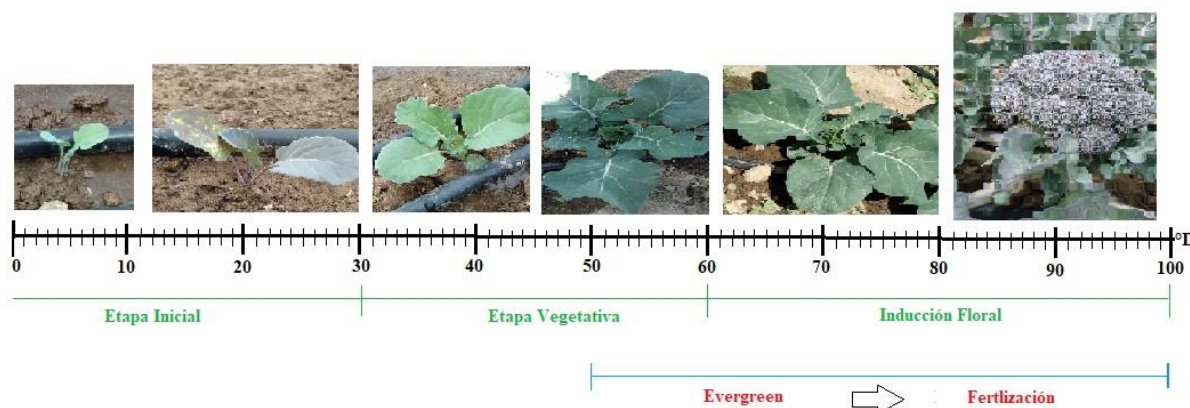 °D
0 10 20 30 40 50 60 70 80 90 100
Etapa Inicial Etapa Vegetativa Inducción Floral
Evergreen Fertlización